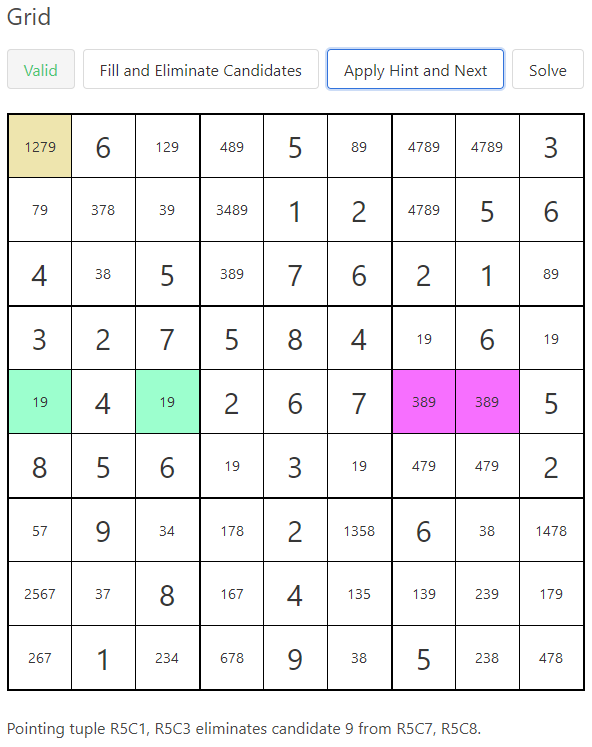 Grid
Valid Fill and Eliminate Candidates Apply Hint and Next Solve
1279 6 129 489 5 89 4789 4789 3
79 378 39 3489 1 2 4789 5 6
4 38 5 389 7 6 2 1 89
3 2 7 5 8 4 19 6 19
19 4 19 2 6 7 389 389 5
8 5 6 19 3 19 479 479 2
57 9 34 178 2 1358 6 38 1478
2567 37 8 167 4 135 139 239 179
267 1 234 678 9 38 5 238 478
Pointing tuple R5C1, R5C3 eliminates candidate 9 from R5C7, R5C8.